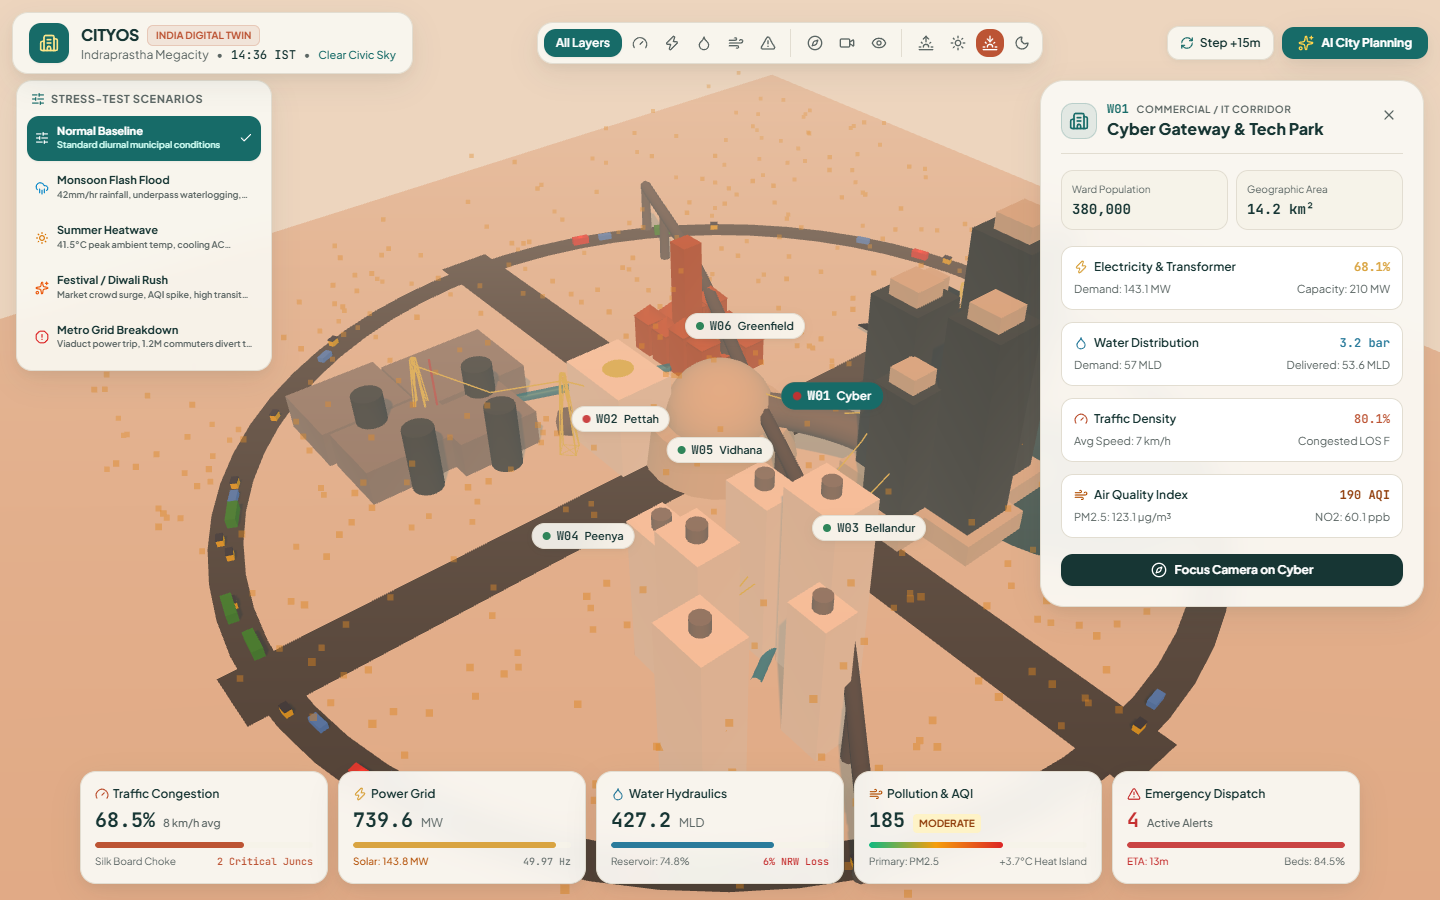 CITYOS INDIA DIGITAL TWIN
Indraprastha Megacity • 14:36 IST • Clear Civic Sky
All Layers
Step +15m
AI City Planning
STRESS-TEST SCENARIOS
Normal Baseline
Standard diurnal municipal conditions
Monsoon Flash Flood
42mm/hr rainfall, underpass waterlogging,...
Summer Heatwave
41.5°C peak ambient temp, cooling AC...
Festival / Diwali Rush
Market crowd surge, AQI spike, high transit...
Metro Grid Breakdown
Viaduct power trip, 1.2M commuters divert t...
W06 Greenfield
W01 Cyber
W02 Pettah
W05 Vidhana
W04 Peenya
W03 Bellandur
W01 COMMERCIAL / IT CORRIDOR
Cyber Gateway & Tech Park
Ward Population
380,000
Geographic Area
14.2 km²
Electricity & Transformer 68.1%
Demand: 143.1 MW Capacity: 210 MW
Water Distribution 3.2 bar
Demand: 57 MLD Delivered: 53.6 MLD
Traffic Density 80.1%
Avg Speed: 7 km/h Congested LOS F
Air Quality Index 190 AQI
PM2.5: 123.1 µg/m³ NO2: 60.1 ppb
Focus Camera on Cyber
Traffic Congestion
68.5% 8 km/h avg
Silk Board Choke 2 Critical Juncs
Power Grid
739.6 MW
Solar: 143.8 MW 49.97 Hz
Water Hydraulics
427.2 MLD
Reservoir: 74.8% 6% NRW Loss
Pollution & AQI
185 MODERATE
Primary: PM2.5 +3.7°C Heat Island
Emergency Dispatch
4 Active Alerts
ETA: 13m Beds: 84.5%